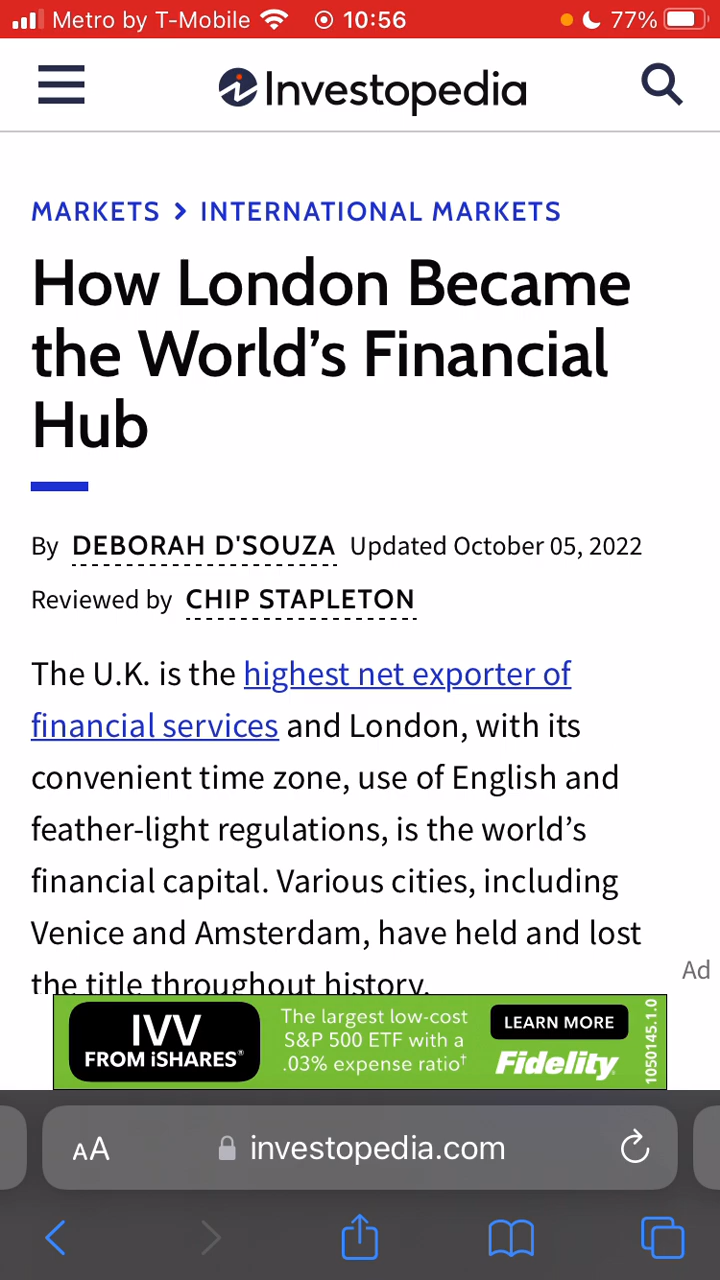 Metro by T-Mobile 10:56 77%
Investopedia
MARKETS > INTERNATIONAL MARKETS
How London Became
the World’s Financial
Hub
By DEBORAH D'SOUZA Updated October 05, 2022
Reviewed by CHIP STAPLETON
The U.K. is the highest net exporter of
financial services and London, with its
convenient time zone, use of English and
feather-light regulations, is the world’s
financial capital. Various cities, including
Venice and Amsterdam, have held and lost
the title throughout history.
Ad
IVV
FROM iSHARES®
The largest low-cost
S&P 500 ETF with a
.03% expense ratio†
LEARN MORE
Fidelity
1050145.1.0
AA investopedia.com